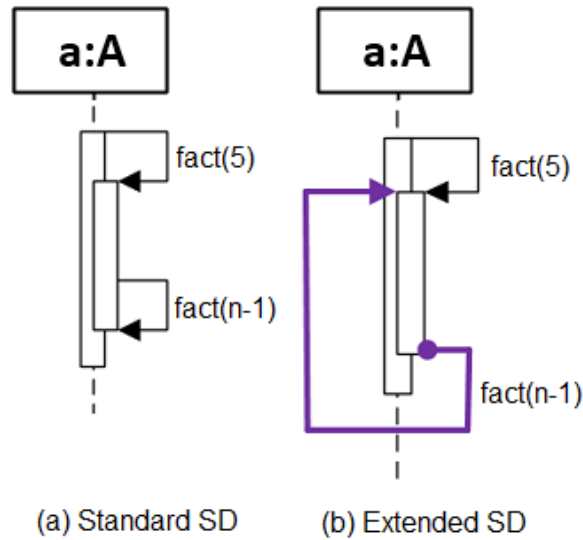 a:A
a:A
fact(5)
fact(5)
fact(n-1)
fact(n-1)
(a) Standard SD
(b) Extended SD